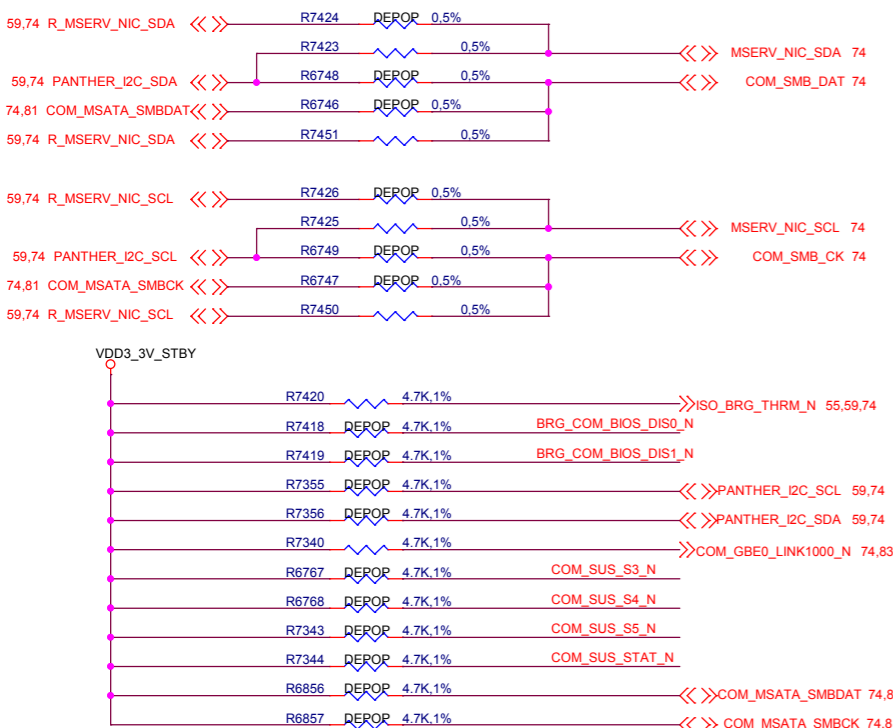 59,74 R_MSERV_NIC_SDA R7424 DEPOP 0,5%
R7423 0,5% MSERV_NIC_SDA 74
59,74 PANTHER_I2C_SDA R6748 DEPOP 0,5% COM_SMB_DAT 74
74,81 COM_MSATA_SMBDAT R6746 DEPOP 0,5%
59,74 R_MSERV_NIC_SDA R7451 0,5%
59,74 R_MSERV_NIC_SCL R7426 DEPOP 0,5%
R7425 0,5% MSERV_NIC_SCL 74
59,74 PANTHER_I2C_SCL R6749 DEPOP 0,5% COM_SMB_CK 74
74,81 COM_MSATA_SMBCK R6747 DEPOP 0,5%
59,74 R_MSERV_NIC_SCL R7450 0,5%
VDD3_3V_STBY
R7420 4.7K,1% ISO_BRG_THRM_N 55,59,74
R7418 DEPOP 4.7K,1% BRG_COM_BIOS_DIS0_N
R7419 DEPOP 4.7K,1% BRG_COM_BIOS_DIS1_N
R7355 DEPOP 4.7K,1% PANTHER_I2C_SCL 59,74
R7356 DEPOP 4.7K,1% PANTHER_I2C_SDA 59,74
R7340 4.7K,1% COM_GBE0_LINK1000_N 74,83
R6767 DEPOP 4.7K,1% COM_SUS_S3_N
R6768 DEPOP 4.7K,1% COM_SUS_S4_N
R7343 DEPOP 4.7K,1% COM_SUS_S5_N
R7344 DEPOP 4.7K,1% COM_SUS_STAT_N
R6856 DEPOP 4.7K,1% COM_MSATA_SMBDAT 74,8
R6857 DEPOP 4.7K,1% COM_MSATA_SMBCK 74,8